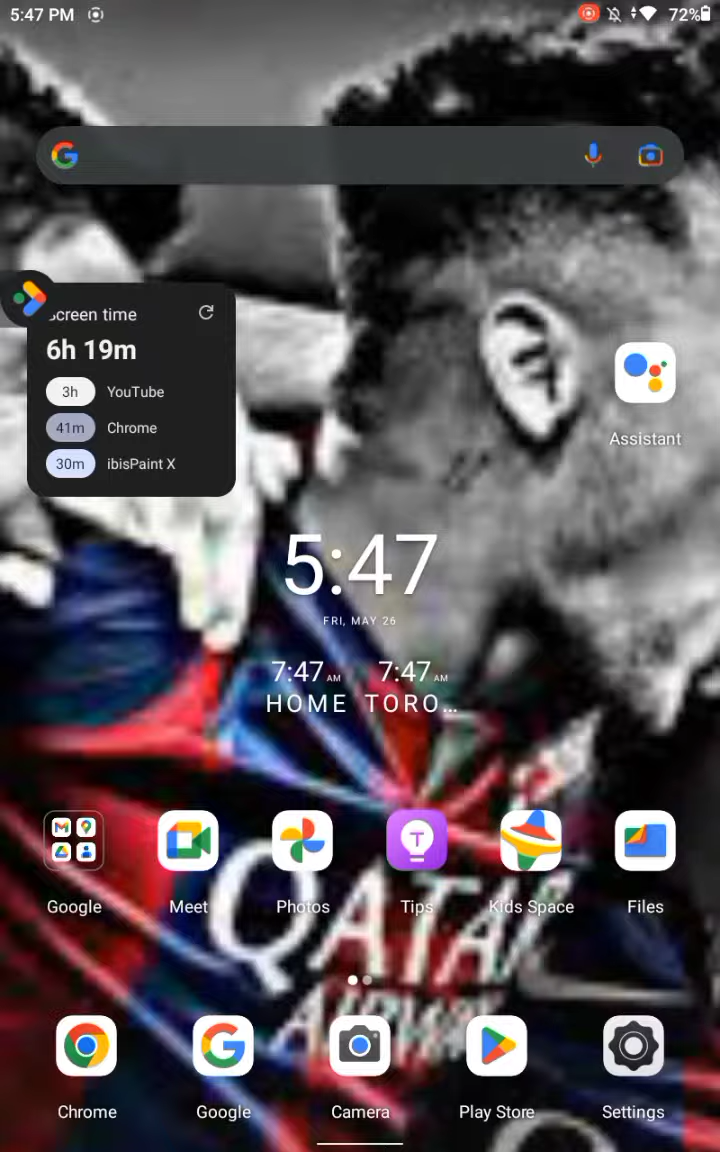 5:47 PM 72%
Screen time
6h 19m
3h YouTube
41m Chrome
30m ibisPaint X
Assistant
5:47
FRI, MAY 26
7:47 AM 7:47 AM
HOME TORO...
Google Meet Photos Tips Kids Space Files
QATAR
AIRWAY
Chrome Google Camera Play Store Settings